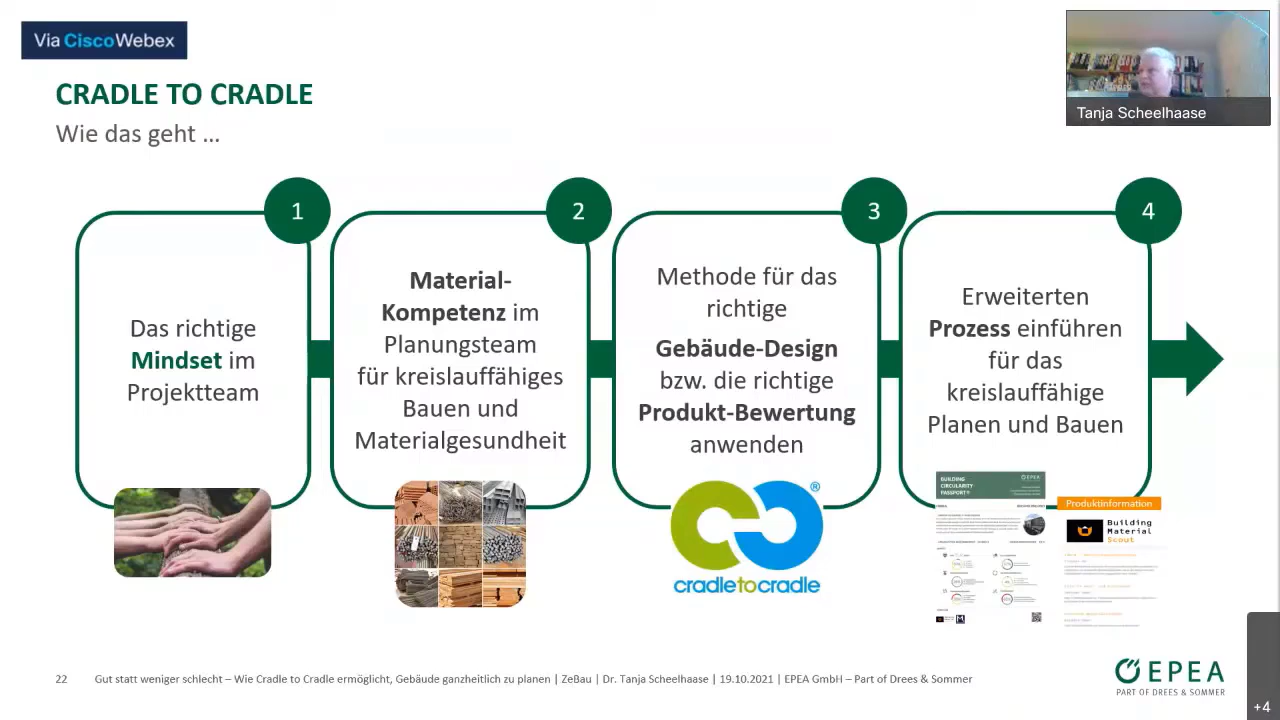 Via CiscoWebex
Tanja Scheelhaase
CRADLE TO CRADLE
Wie das geht ...
1
2
3
4
Das richtige
Mindset im
Projektteam
Material-
Kompetenz im
Planungsteam
für kreislauffähiges
Bauen und
Materialgesundheit
Methode für das
richtige
Gebäude-Design
bzw. die richtige
Produkt-Bewertung
anwenden
Erweiterten
Prozess einführen
für das
kreislauffähige
Planen und Bauen
cradletocradle
®
BUILDING
CIRCULARITY
PASSPORT®
EPEA
Produktinformation
Building
Material
Scout
22
Gut statt weniger schlecht – Wie Cradle to Cradle ermöglicht, Gebäude ganzheitlich zu planen | ZeBau | Dr. Tanja Scheelhaase | 19.10.2021 | EPEA GmbH – Part of Drees & Sommer
EPEA
PART OF DREES & SOMMER
+4